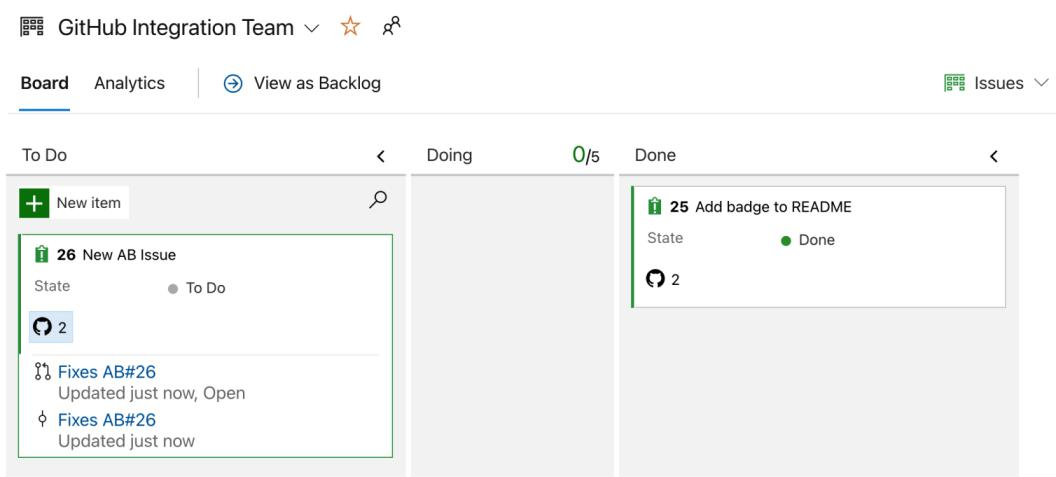 GitHub Integration Team
Board Analytics View as Backlog Issues
To Do
New item
26 New AB Issue
State To Do
2
Fixes AB#26
Updated just now, Open
Fixes AB#26
Updated just now
Doing 0/5
Done
25 Add badge to README
State Done
2